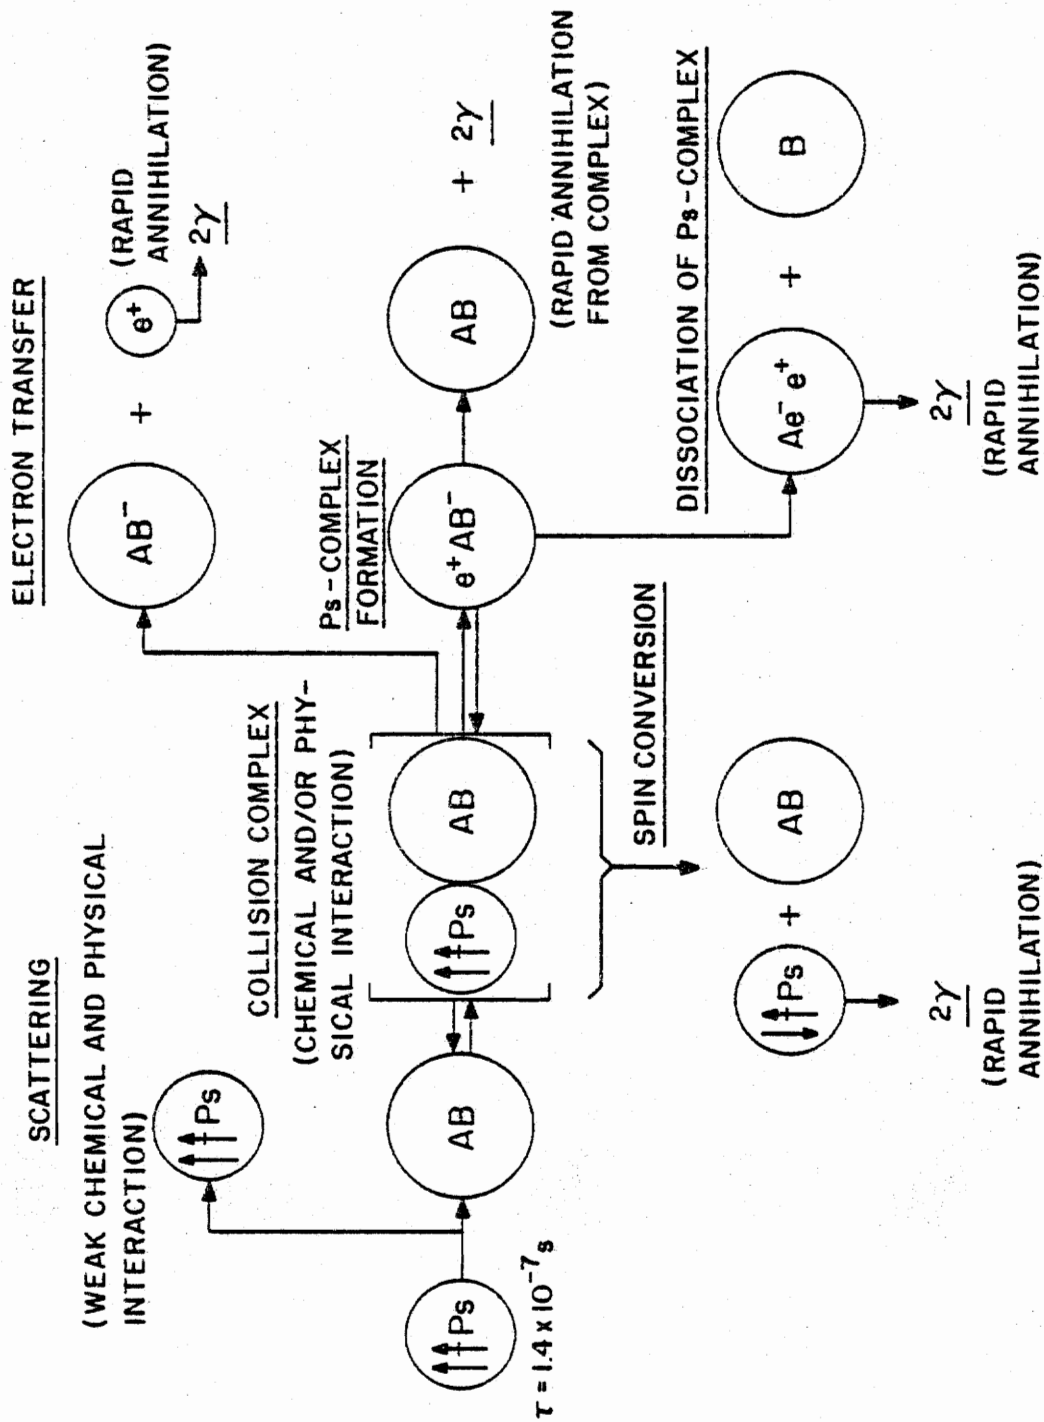 SCATTERING
(WEAK CHEMICAL AND PHYSICAL
INTERACTION)
Ps
Ps
τ = 1.4 x 10⁻⁷ s
AB
COLLISION COMPLEX
(CHEMICAL AND/OR PHY-
SICAL INTERACTION)
Ps
AB
ELECTRON TRANSFER
AB⁻
+
e⁺
(RAPID
ANNIHILATION)
2γ
Ps-COMPLEX
FORMATION
e⁺AB⁻
AB
+
2γ
(RAPID ANNIHILATION
FROM COMPLEX)
SPIN CONVERSION
Ps
+
AB
2γ
(RAPID
ANNIHILATION)
DISSOCIATION OF Ps-COMPLEX
Ae⁻ e⁺
+
B
2γ
(RAPID
ANNIHILATION)